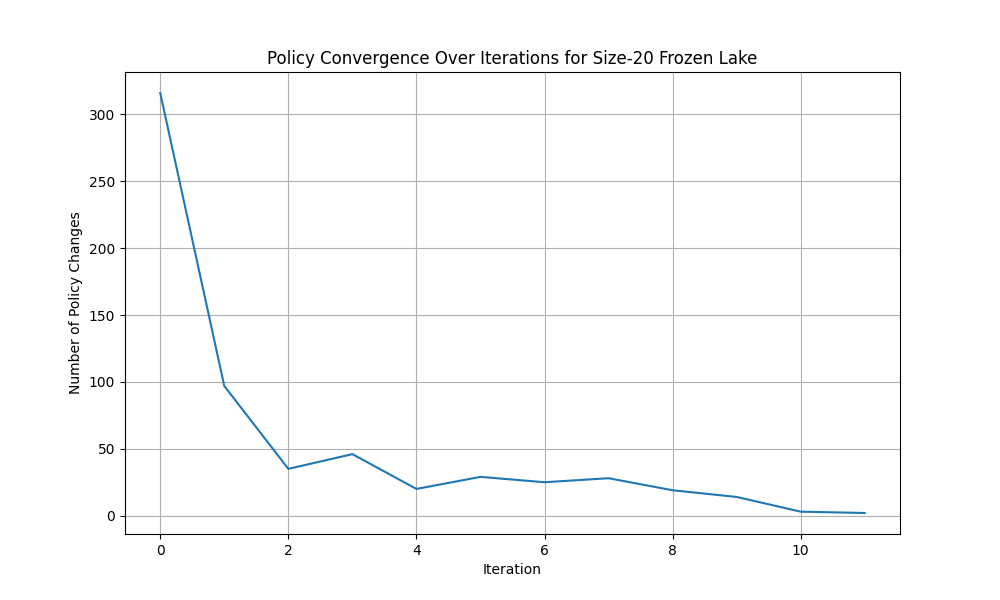 Policy Convergence Over Iterations for Size-20 Frozen Lake
Number of Policy Changes
300
250
200
150
100
50
0
0 2 4 6 8 10
Iteration